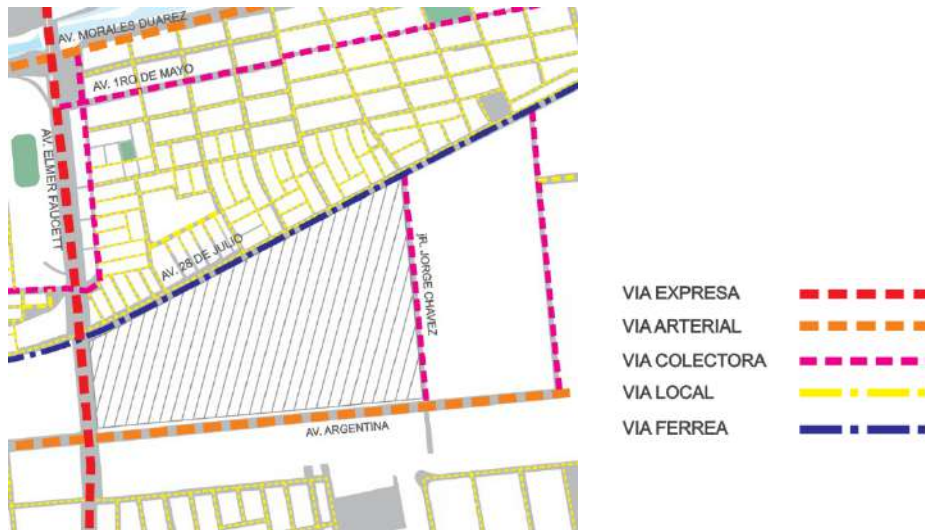 AV. MORALES DUAREZ
AV. 1RO DE MAYO
AV. ELMER FAUCETT
AV. 28 DE JULIO
JR. JORGE CHAVEZ
AV. ARGENTINA
VIA EXPRESA
VIA ARTERIAL
VIA COLECTORA
VIA LOCAL
VIA FERREA